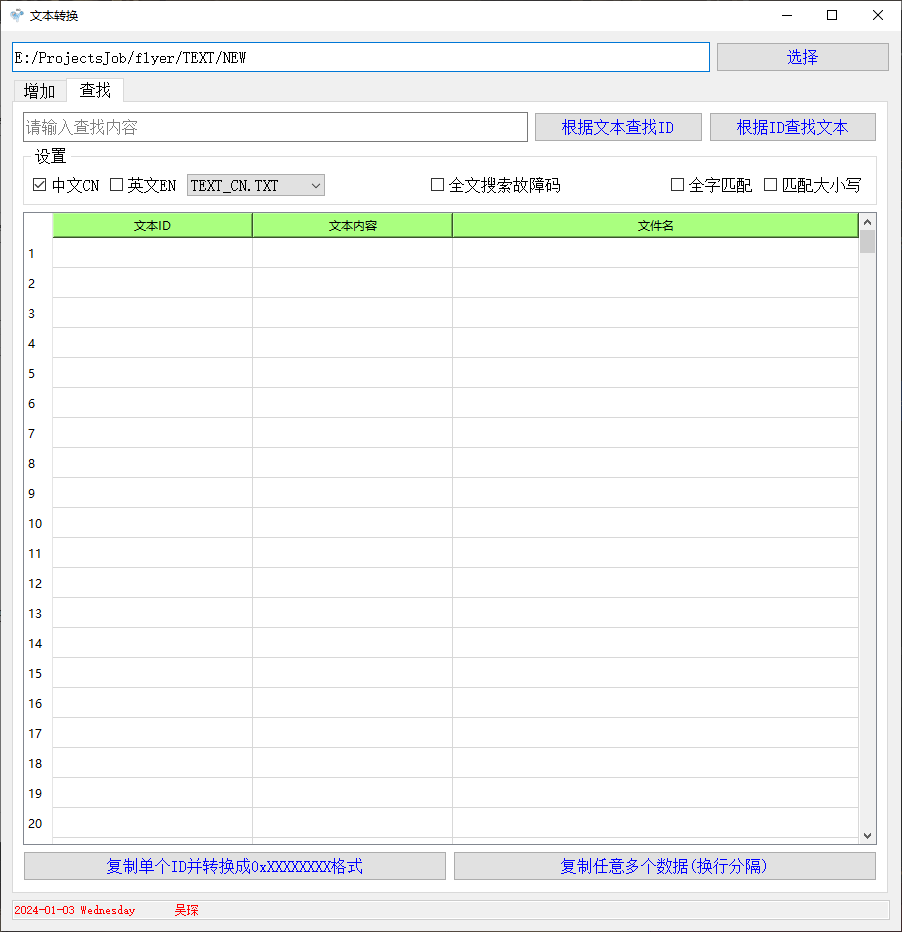 文本转换
E:/ProjectsJob/flyer/TEXT/NEW 选择
增加 查找
请输入查找内容 根据文本查找ID 根据ID查找文本
设置
中文CN 英文EN TEXT_CN.TXT 全文搜索故障码 全字匹配 匹配大小写
文本ID 文本内容 文件名
1
2
3
4
5
6
7
8
9
10
11
12
13
14
15
16
17
18
19
20
复制单个ID并转换成0xXXXXXXXX格式 复制任意多个数据(换行分隔)
2024-01-03 Wednesday 吴琛